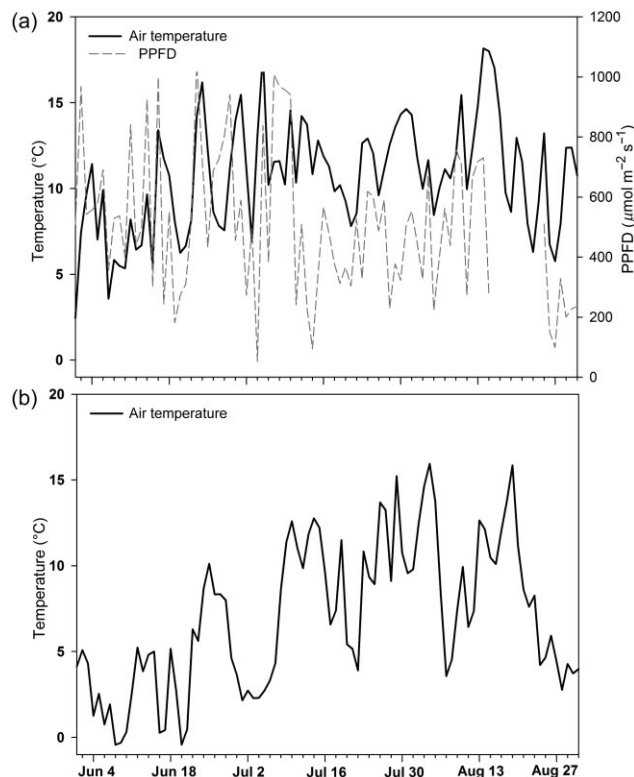 (a)
20
15
10
5
0
Temperature (°C)
Air temperature
PPFD
1200
1000
800
600
400
200
0
PPFD (μmol m⁻² s⁻¹)
(b)
20
15
10
5
0
Temperature (°C)
Air temperature
Jun 4 Jun 18 Jul 2 Jul 16 Jul 30 Aug 13 Aug 27